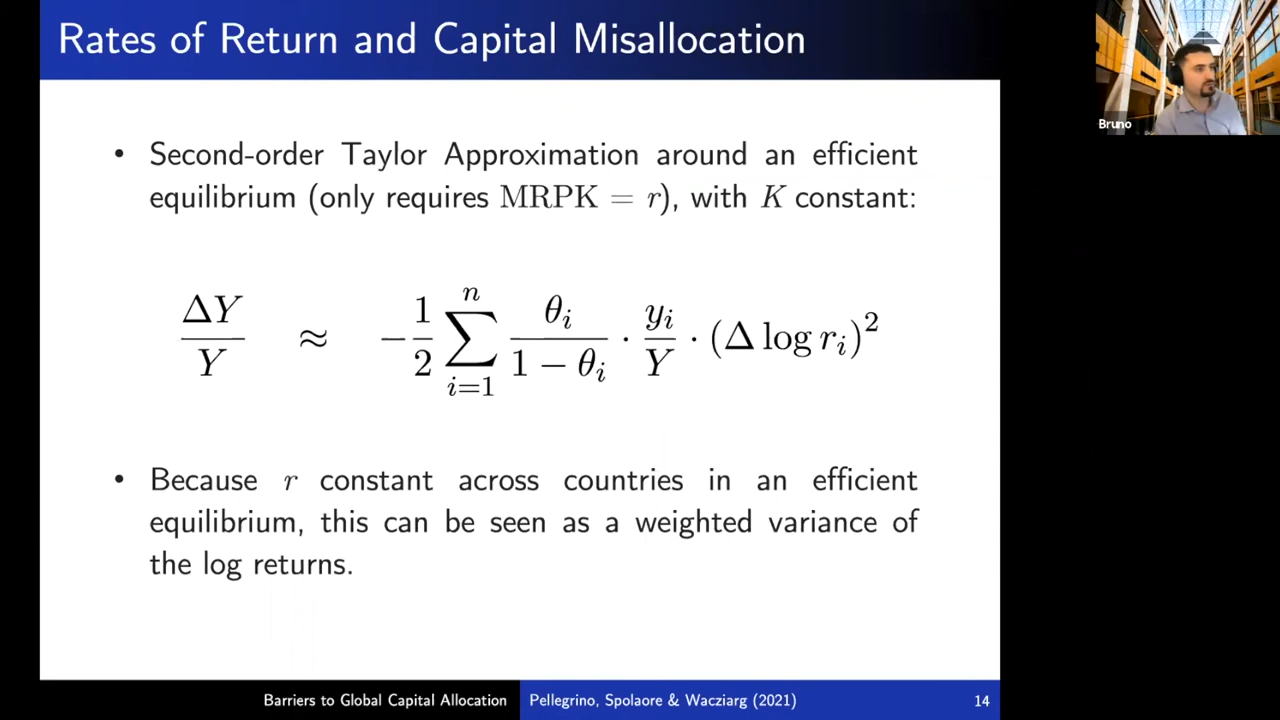 Rates of Return and Capital Misallocation
Bruno
• Second-order Taylor Approximation around an efficient
equilibrium (only requires MRPK = r), with K constant:
ΔY/Y ≈ −1/2 ∑_{i=1}^{n} θ_i/(1 − θ_i) · y_i/Y · (Δ log r_i)^2
• Because r constant across countries in an efficient
equilibrium, this can be seen as a weighted variance of
the log returns.
Barriers to Global Capital Allocation Pellegrino, Spolaore & Wacziarg (2021) 14